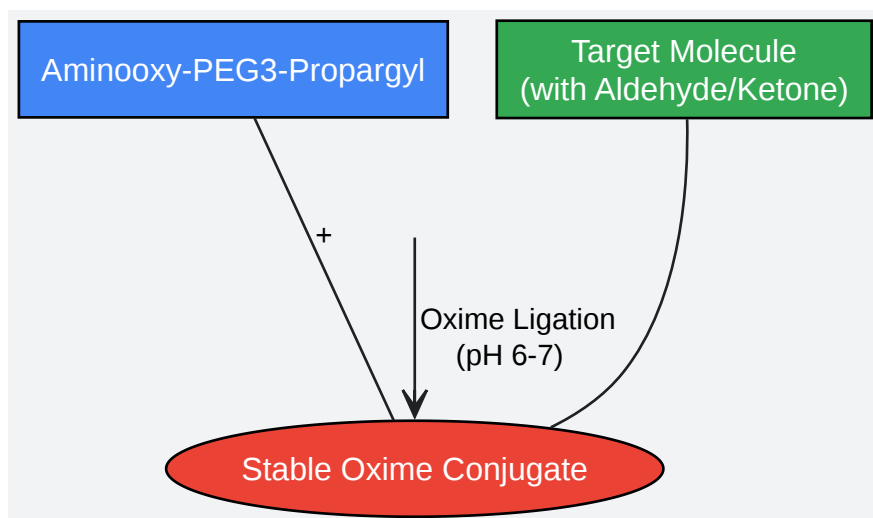 Aminooxy-PEG3-Propargyl
Target Molecule
(with Aldehyde/Ketone)
+
Oxime Ligation
(pH 6-7)
Stable Oxime Conjugate